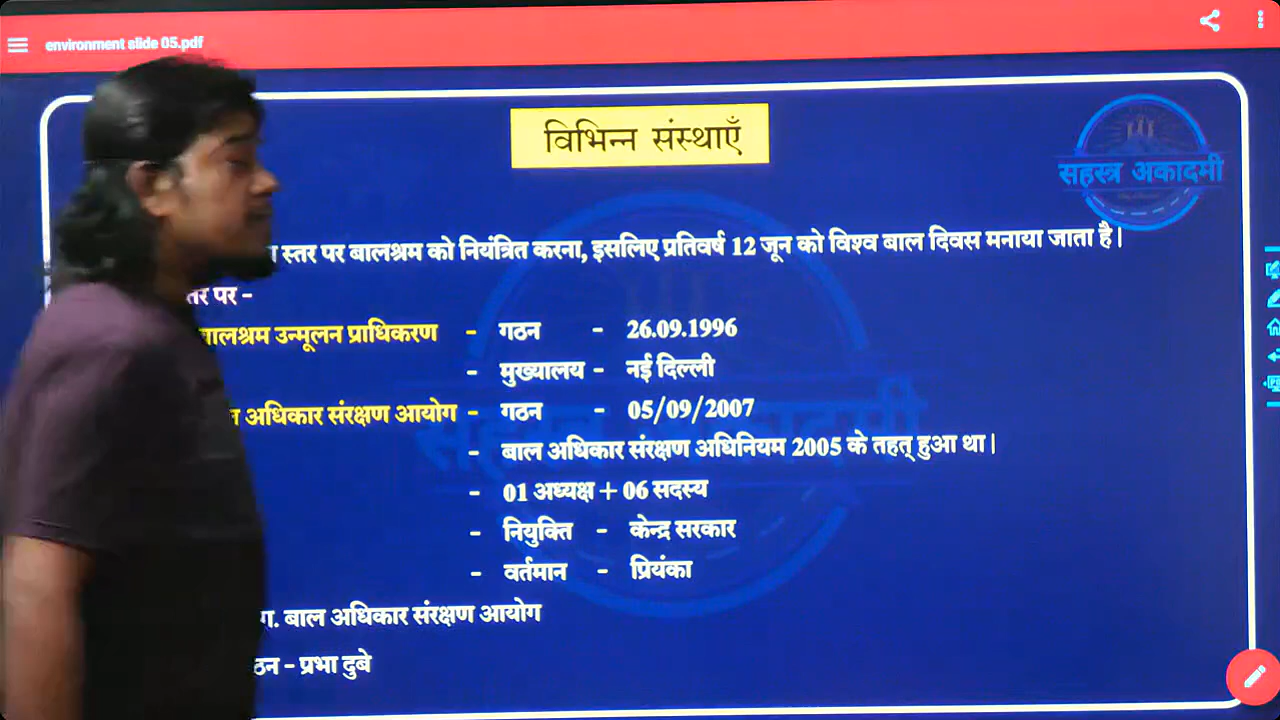 environment slide 05.pdf
विभिन्न संस्थाएँ
सहस्त्र अकादमी
स्तर पर बालश्रम को नियंत्रित करना, इसलिए प्रतिवर्ष 12 जून को विश्व बाल दिवस मनाया जाता है।
पर –
बालश्रम उन्मूलन प्राधिकरण - गठन - 26.09.1996
- मुख्यालय - नई दिल्ली
अधिकार संरक्षण आयोग - गठन - 05/09/2007
- बाल अधिकार संरक्षण अधिनियम 2005 के तहत् हुआ था।
- 01 अध्यक्ष + 06 सदस्य
- नियुक्ति - केन्द्र सरकार
- वर्तमान - प्रियंका
ग. बाल अधिकार संरक्षण आयोग
- प्रभा दुबे
सहस्त्र अकादमी